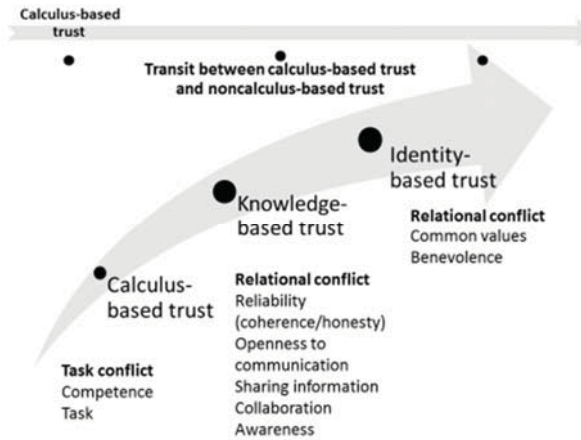 Calculus-based
trust
Transit between calculus-based trust
and noncalculus-based trust
Identity-
based trust
Relational conflict
Common values
Benevolence
Knowledge-
based trust
Relational conflict
Reliability
(coherence/honesty)
Openness to
communication
Sharing information
Collaboration
Awareness
Calculus-
based trust
Task conflict
Competence
Task